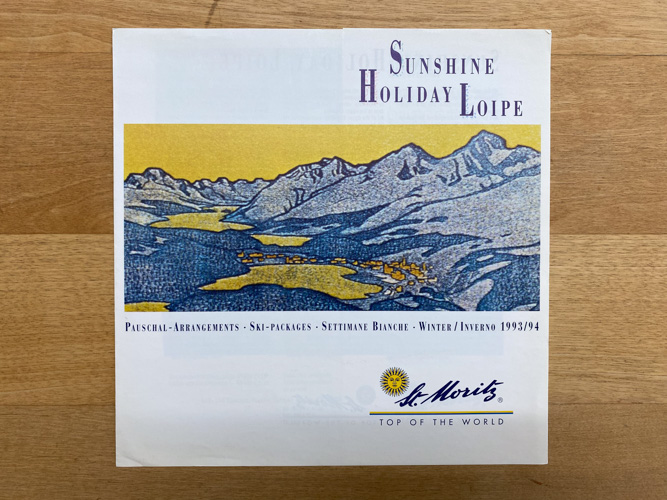 Sunshine
Holiday Loipe
Pauschal-Arrangements · Ski-packages · Settimane Bianche · Winter/Inverno 1993/94
St. Moritz®
TOP OF THE WORLD